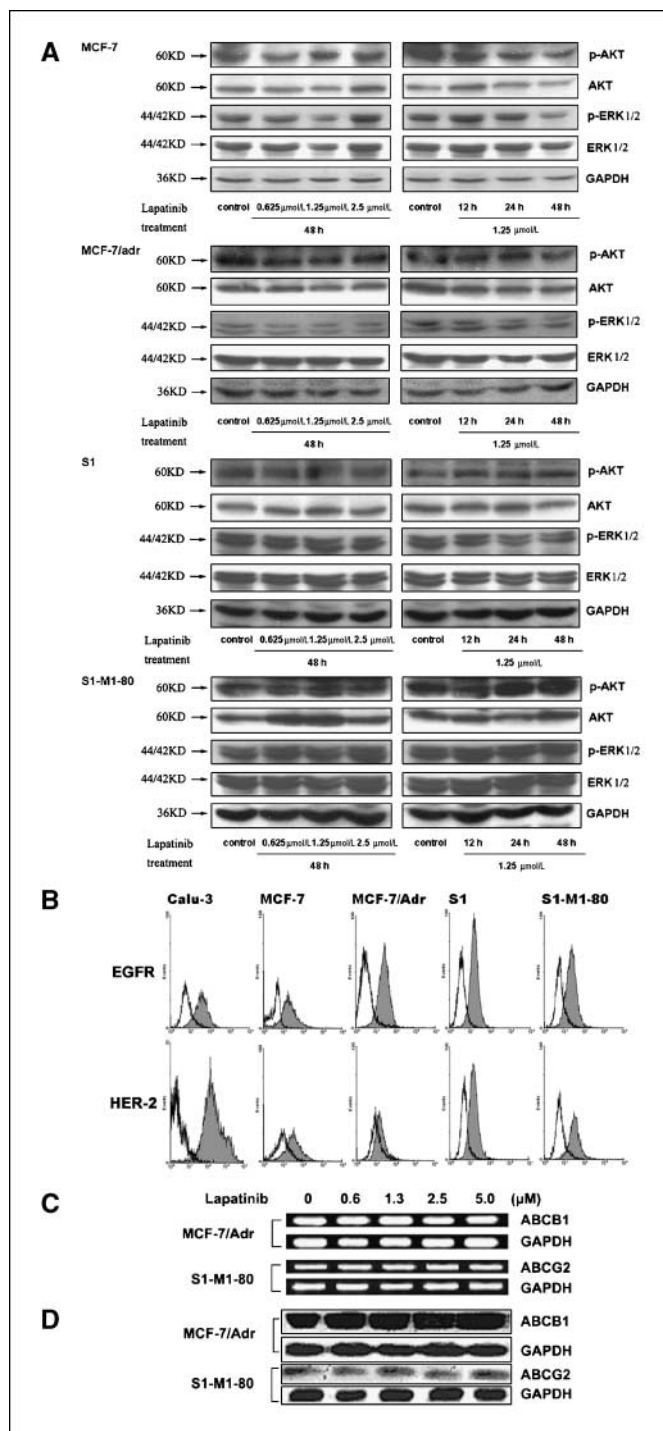 A
MCF-7
60KD p-AKT
60KD AKT
44/42KD p-ERK1/2
44/42KD ERK1/2
36KD GAPDH
Lapatinib treatment control 0.625 μmol/L 1.25 μmol/L 2.5 μmol/L control 12 h 24 h 48 h
48 h 1.25 μmol/L
MCF-7/adr
60KD p-AKT
60KD AKT
44/42KD p-ERK1/2
44/42KD ERK1/2
36KD GAPDH
Lapatinib treatment control 0.625 μmol/L 1.25 μmol/L 2.5 μmol/L control 12 h 24 h 48 h
48 h 1.25 μmol/L
S1
60KD p-AKT
60KD AKT
44/42KD p-ERK1/2
44/42KD ERK1/2
36KD GAPDH
Lapatinib treatment control 0.625 μmol/L 1.25 μmol/L 2.5 μmol/L control 12 h 24 h 48 h
48 h 1.25 μmol/L
S1-M1-80
60KD p-AKT
60KD AKT
44/42KD p-ERK1/2
44/42KD ERK1/2
36KD GAPDH
Lapatinib treatment control 0.625 μmol/L 1.25 μmol/L 2.5 μmol/L control 12 h 24 h 48 h
48 h 1.25 μmol/L
B
Calu-3 MCF-7 MCF-7/Adr S1 S1-M1-80
EGFR
HER-2
C
Lapatinib 0 0.6 1.3 2.5 5.0 (μM)
MCF-7/Adr ABCB1
GAPDH
S1-M1-80 ABCG2
GAPDH
D
MCF-7/Adr ABCB1
GAPDH
S1-M1-80 ABCG2
GAPDH